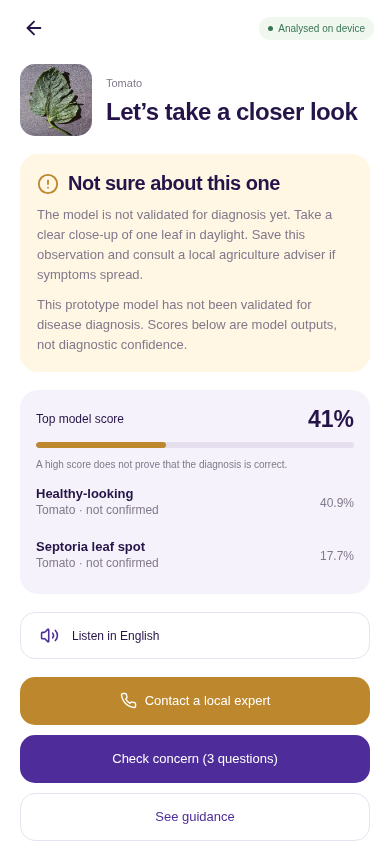 Analysed on device
Tomato
Let's take a closer look
Not sure about this one
The model is not validated for diagnosis yet. Take a
clear close-up of one leaf in daylight. Save this
observation and consult a local agriculture adviser if
symptoms spread.
This prototype model has not been validated for
disease diagnosis. Scores below are model outputs,
not diagnostic confidence.
Top model score
41%
A high score does not prove that the diagnosis is correct.
Healthy-looking
Tomato · not confirmed
40.9%
Septoria leaf spot
Tomato · not confirmed
17.7%
Listen in English
Contact a local expert
Check concern (3 questions)
See guidance